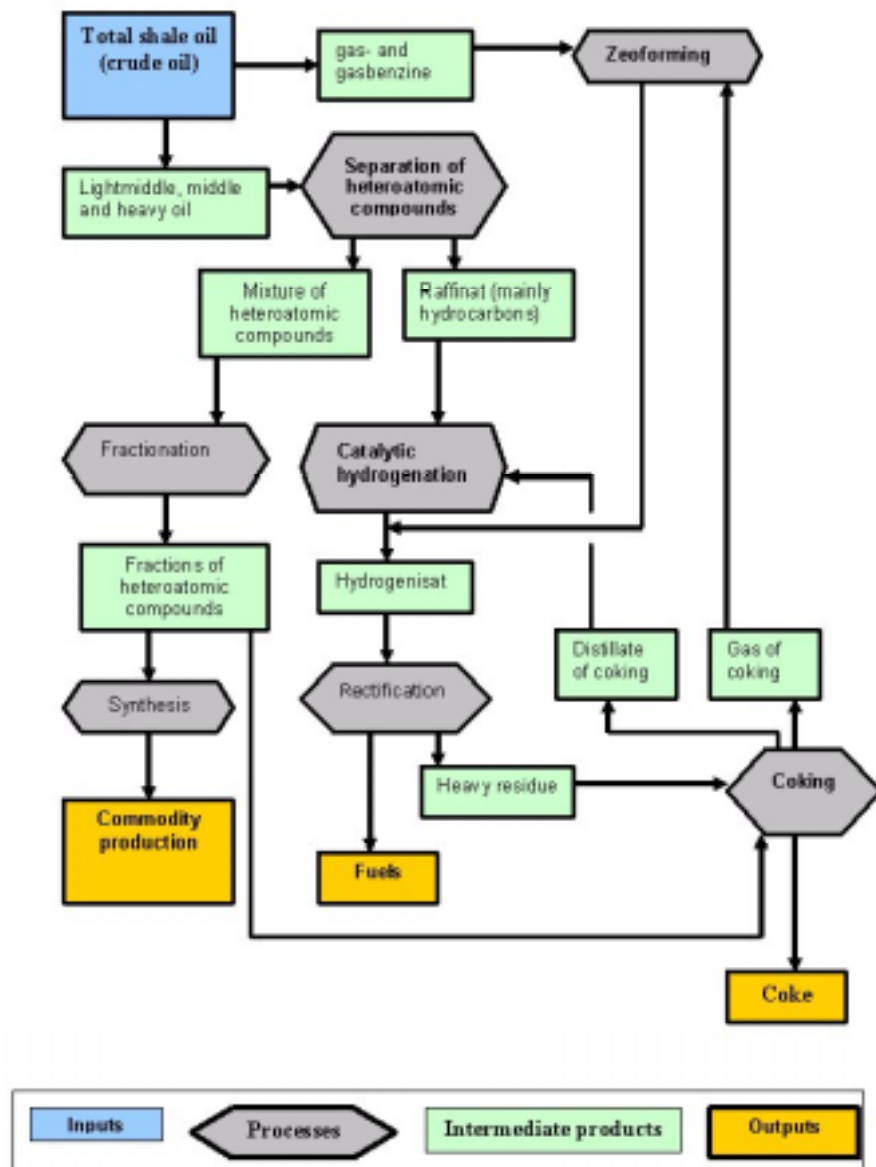 Total shale oil
(crude oil)
gas- and
gasbenzine
Zeoforming
Lightmiddle, middle
and heavy oil
Separation of
heteroatomic
compounds
Mixture of
heteroatomic
compounds
Raffinat (mainly
hydrocarbons)
Fractionation
Catalytic
hydrogenation
Fractions of
heteroatomic
compounds
Hydrogenisat
Distillate
of coking
Gas of
coking
Synthesis
Rectification
Heavy residue
Coking
Commodity
production
Fuels
Coke
Inputs
Processes
Intermediate products
Outputs